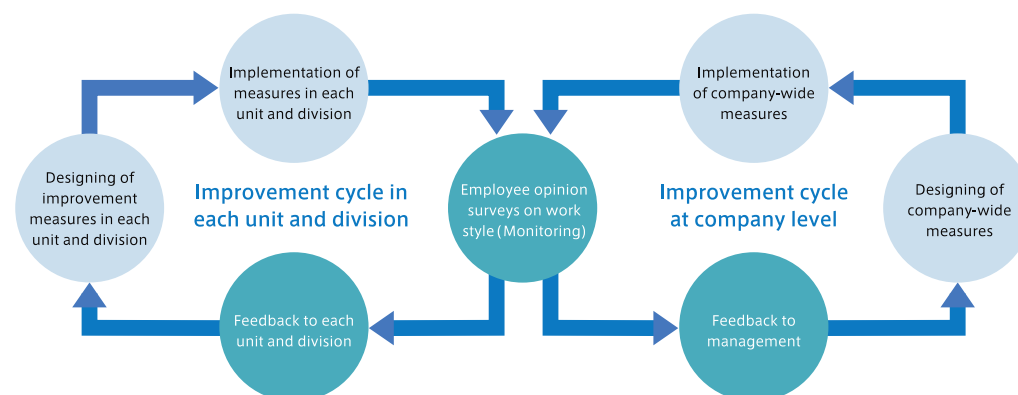 Implementation of
measures in each
unit and division
Implementation
of company-wide
measures
Designing of
improvement
measures in each
unit and division
Improvement cycle in
each unit and division
Employee opinion
surveys on work
style (Monitoring)
Improvement cycle
at company level
Designing of
company-wide
measures
Feedback to each
unit and division
Feedback to
management